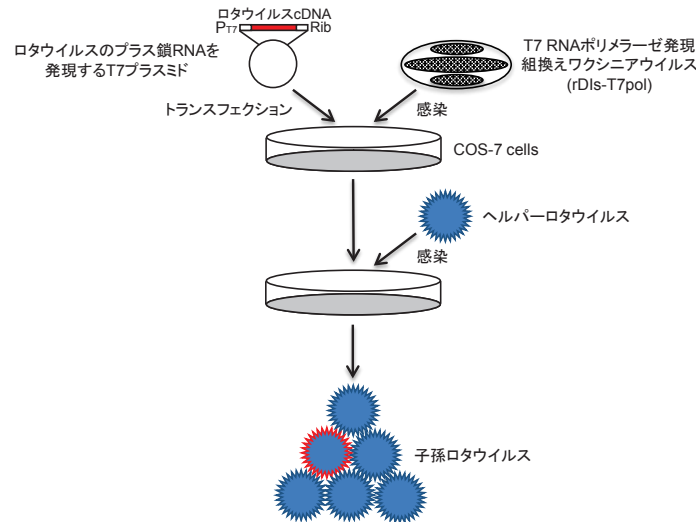 ロタウイルスcDNA
PT7 Rib
ロタウイルスのプラス鎖RNAを
発現するT7プラスミド
T7 RNAポリメラーゼ発現
組換えワクシニアウイルス
(rDIs-T7pol)
トランスフェクション
感染
COS-7 cells
ヘルパーロタウイルス
感染
子孫ロタウイルス